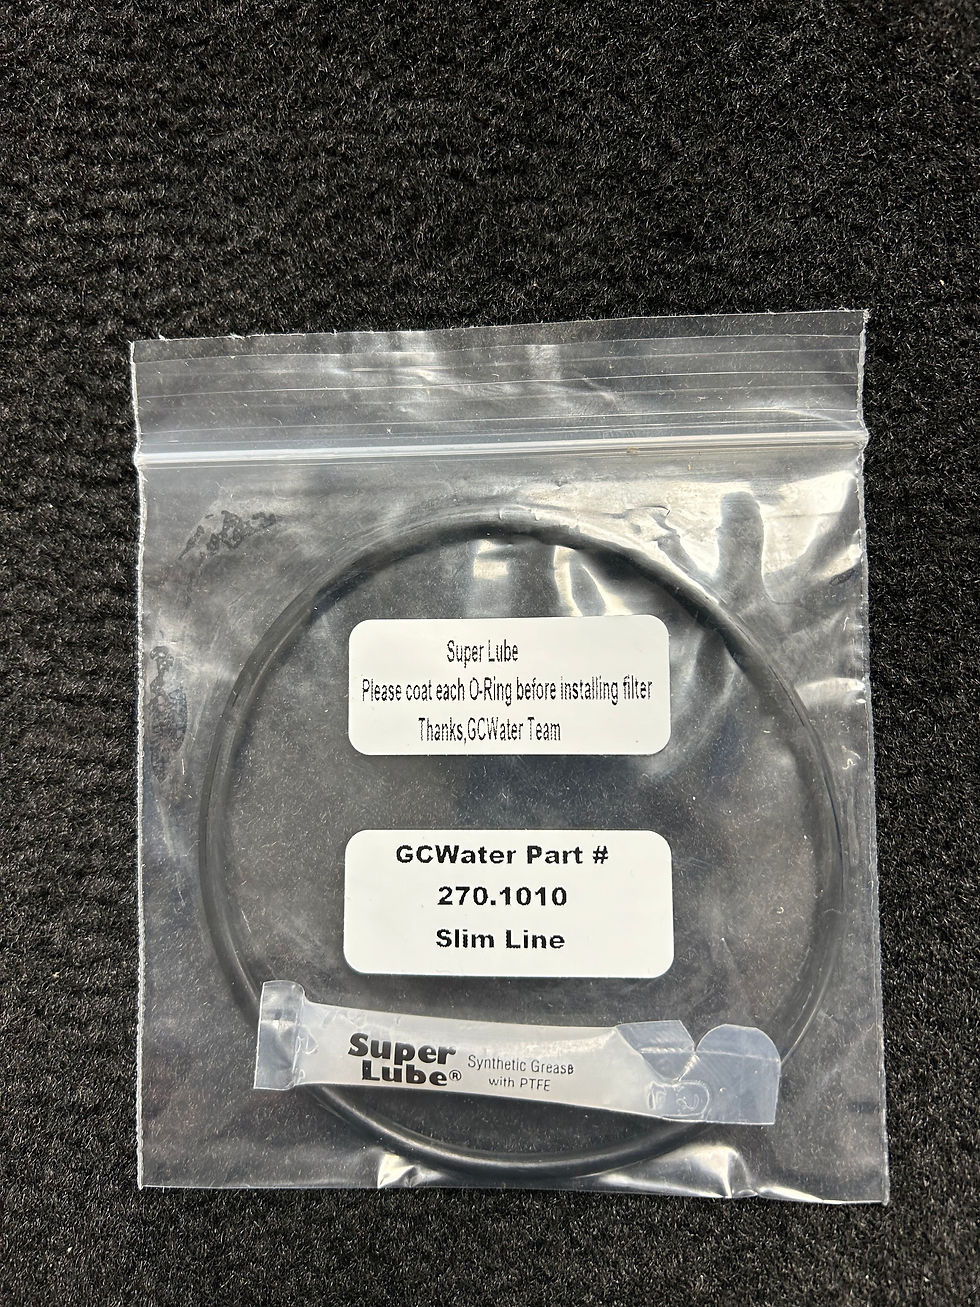 Super Lube
Please coat each O-Ring before installing filter
Thanks,GCWater Team
GCWater Part #
270.1010
Slim Line
Super Lube®
Synthetic Grease
with PTFE